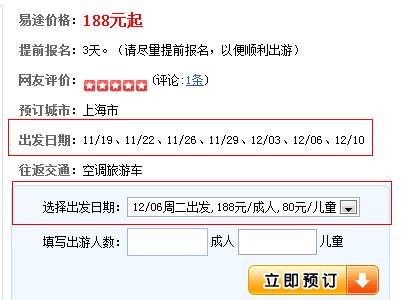 易途价格：188元起
提前报名：3天。（请尽量提前报名，以便顺利出游）
网友评价： (评论:1条)
预订城市：上海市
出发日期：11/19、11/22、11/26、11/29、12/03、12/06、12/10
往返交通：空调旅游车
选择出发日期：12/06周二出发,188元/成人,80元/儿童
填写出游人数： 成人 儿童
立即预订